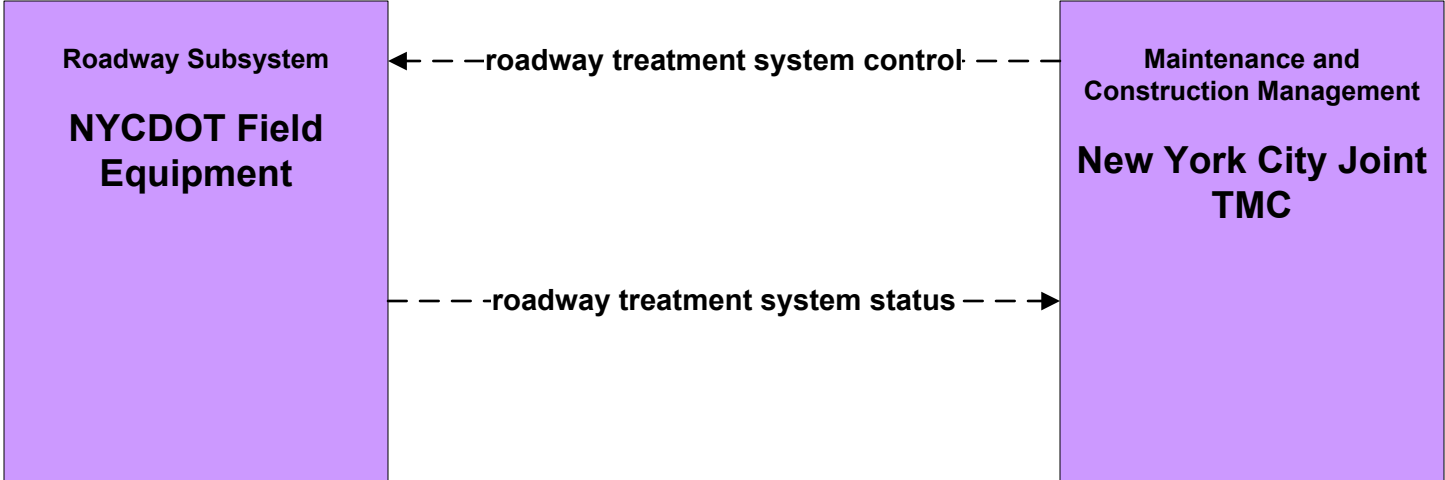 Roadway Subsystem
NYCDOT Field
Equipment
roadway treatment system control
roadway treatment system status
Maintenance and
Construction Management
New York City Joint
TMC